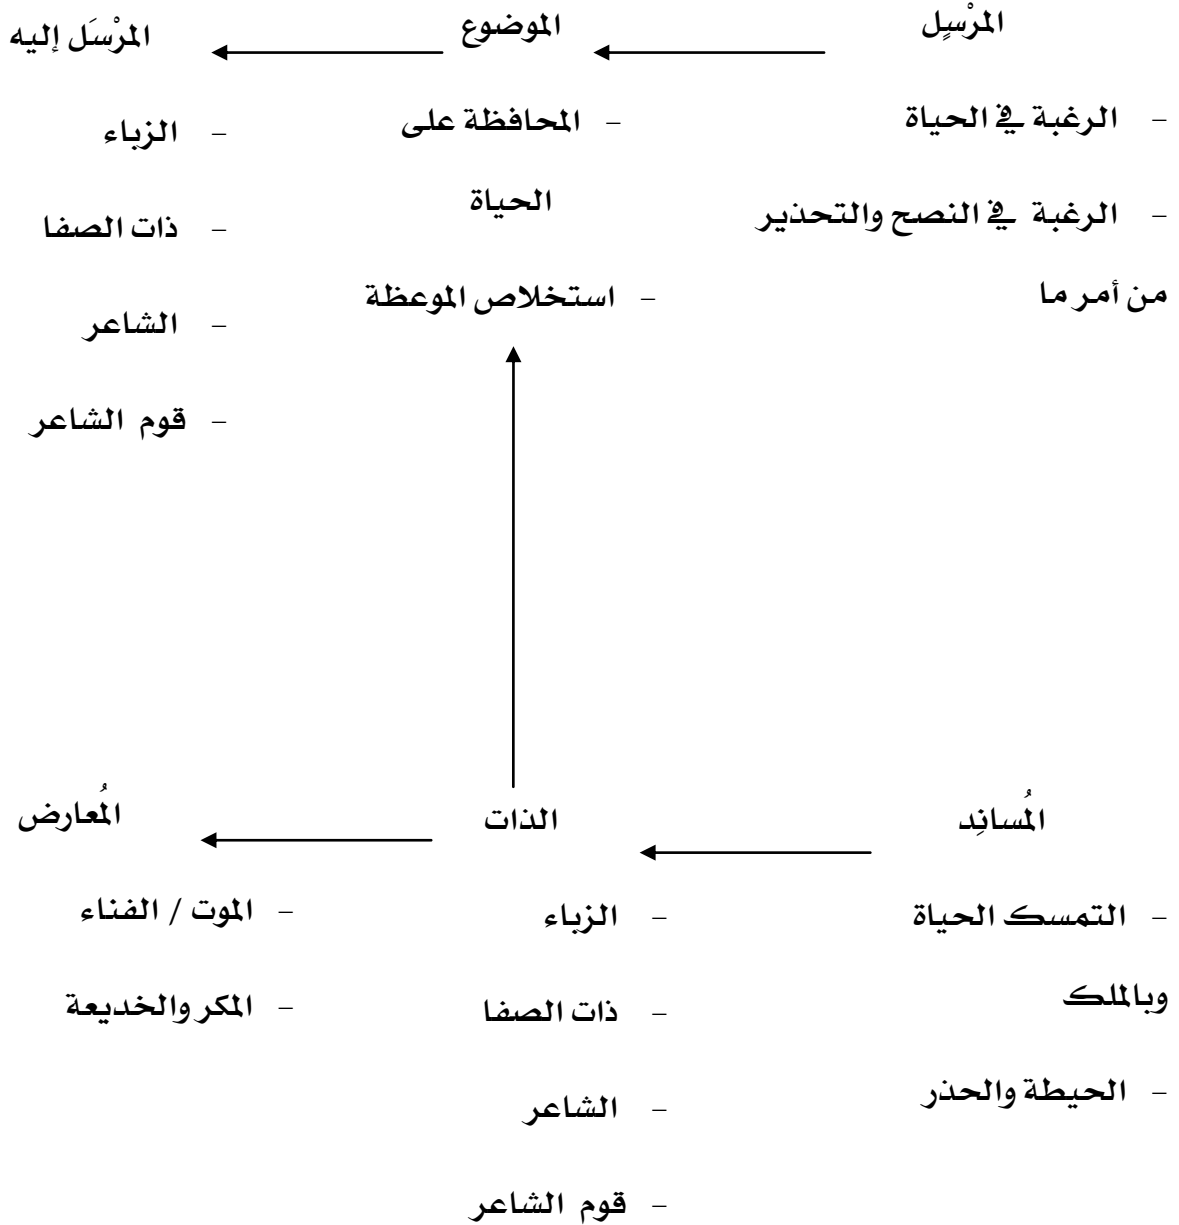 المرْسِل
الموضوع
المرْسَل إليه
- الرغبة في الحياة
- الرغبة في النصح والتحذير
من أمر ما
- المحافظة على
الحياة
- استخلاص الموعظة
- الزباء
- ذات الصفا
- الشاعر
- قوم الشاعر
المُسانِد
الذات
المُعارض
- التمسك الحياة
وبالملك
- الحيطة والحذر
- الزباء
- ذات الصفا
- الشاعر
- قوم الشاعر
- الموت / الفناء
- المكر والخديعة